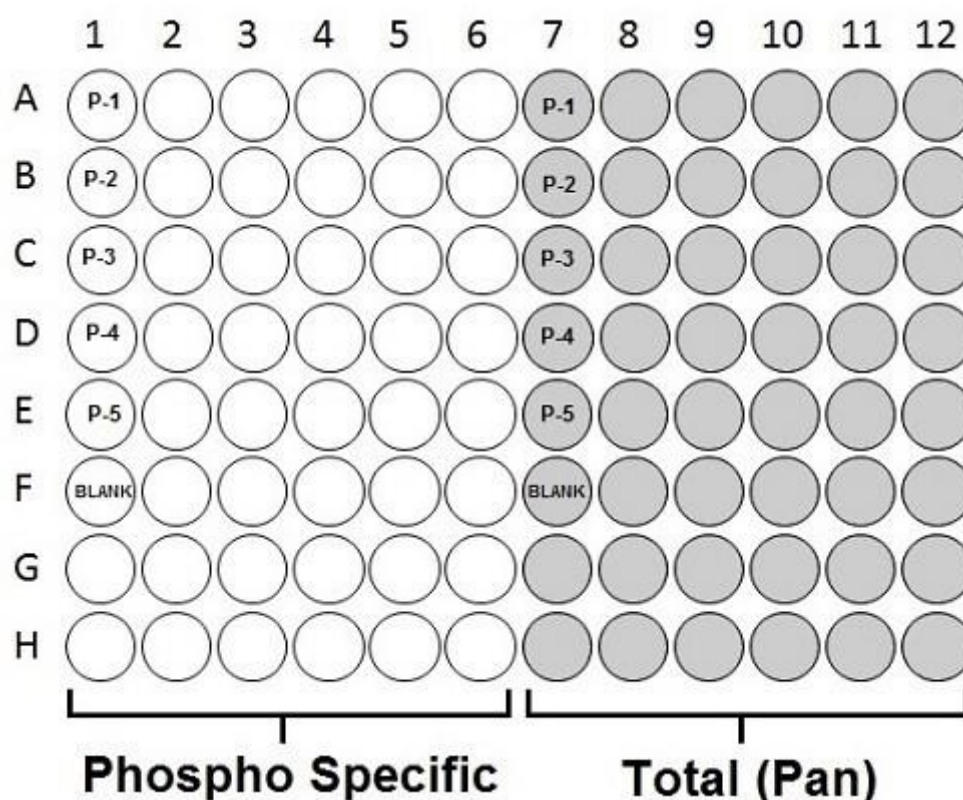 1 2 3 4 5 6 7 8 9 10 11 12
A P-1 P-1
B P-2 P-2
C P-3 P-3
D P-4 P-4
E P-5 P-5
F BLANK BLANK
G
H
Phospho Specific Total (Pan)